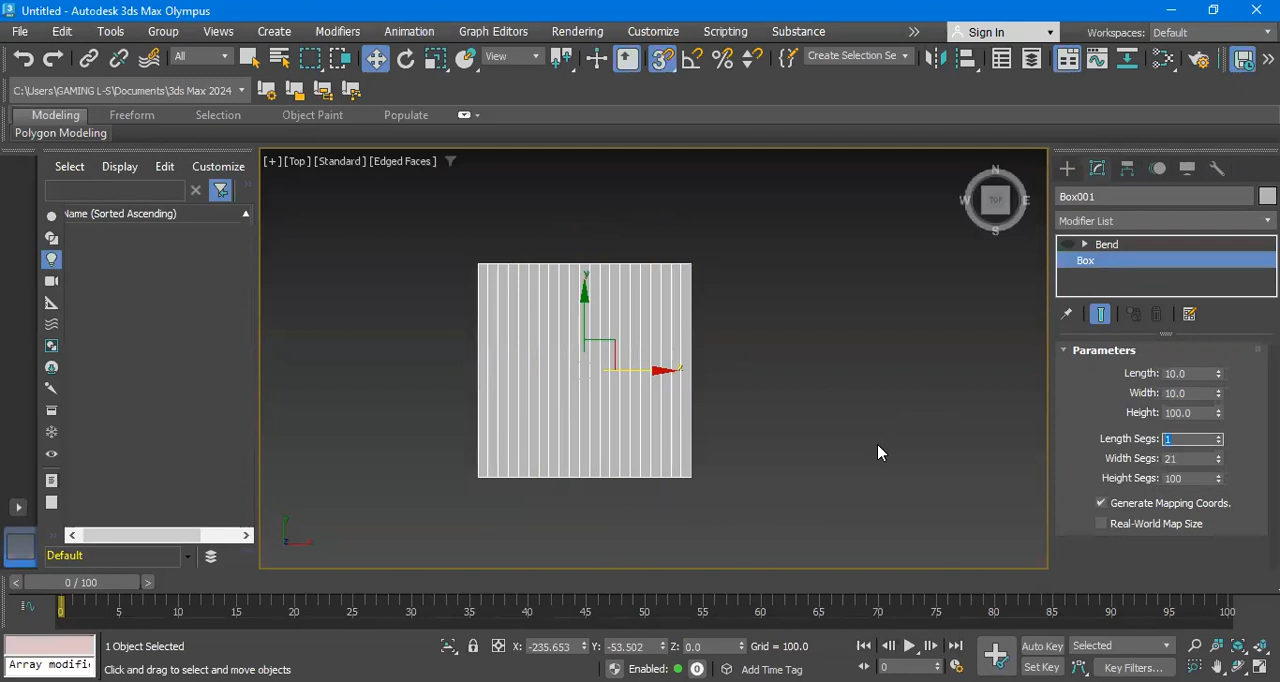 Untitled - Autodesk 3ds Max Olympus
File Edit Tools Group Views Create Modifiers Animation Graph Editors Rendering Customize Scripting Substance Sign In Workspaces: Default
All View Create Selection Se
C:\Users\GAMING L-S\Documents\3ds Max 2024
Modeling Freeform Selection Object Paint Populate
Polygon Modeling
Select Display Edit Customize
Name (Sorted Ascending)
[+] [Top] [Standard] [Edged Faces]
N
W TOP E
S
y
Box001
Modifier List
Bend
Box
Parameters
Length: 10.0
Width: 10.0
Height: 100.0
Length Segs: 1
Width Segs: 21
Height Segs: 100
Generate Mapping Coords.
Real-World Map Size
Default
0 / 100
0 5 10 15 20 25 30 35 40 45 50 55 60 65 70 75 80 85 90 95 100
1 Object Selected X: -235.653 Y: -53.502 Z: 0.0 Grid = 100.0 Auto Key Selected
Array modifi Click and drag to select and move objects Enabled: 0 Add Time Tag 0 Set Key Key Filters...